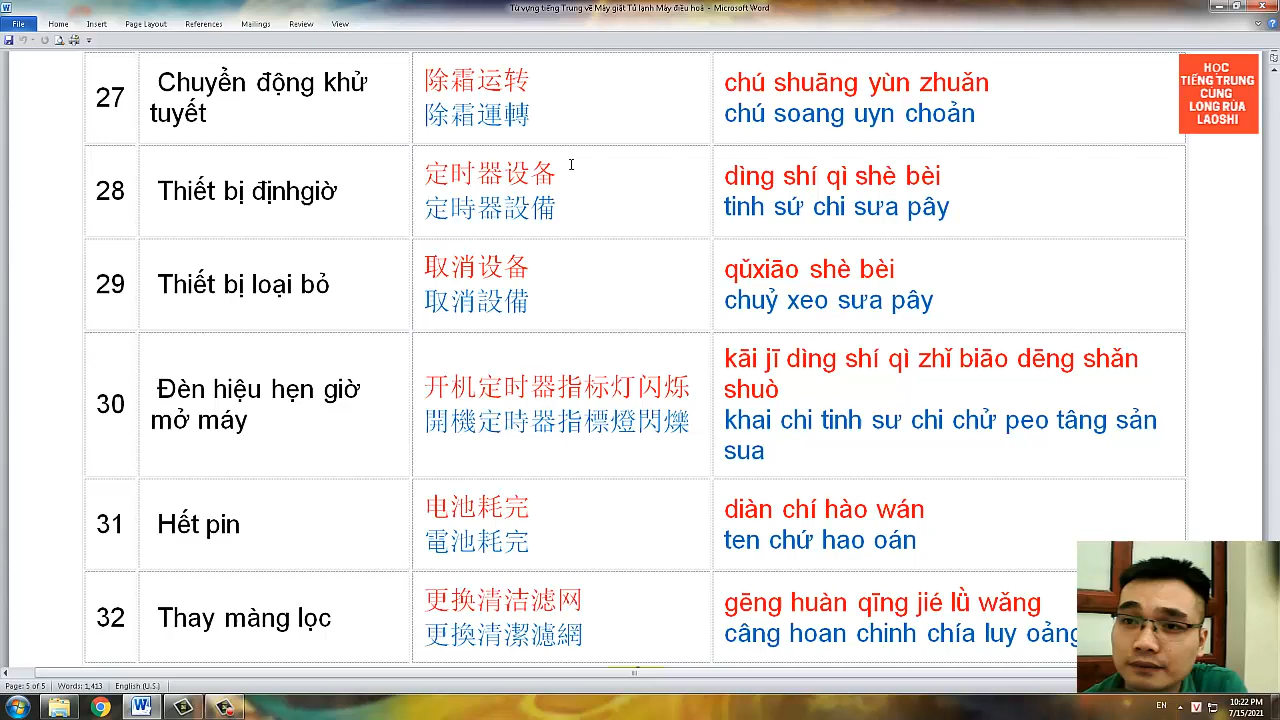 Từ vựng tiếng Trung về Máy giặt Tủ lạnh Máy điều hoà - Microsoft Word
File Home Insert Page Layout References Mailings Review View
27
Chuyển động khử
tuyết
除霜运转
除霜運轉
chú shuāng yùn zhuǎn
chú soang uyn choản
HỌC
TIẾNG TRUNG
CÙNG
LONG RÙA
LAOSHI
28
Thiết bị địnhgiờ
定时器设备
定時器設備
dìng shí qì shè bèi
tinh sứ chi sưa pây
29
Thiết bị loại bỏ
取消设备
取消設備
qǔxiāo shè bèi
chuỷ xeo sưa pây
30
Đèn hiệu hẹn giờ
mở máy
开机定时器指标灯闪烁
開機定時器指標燈閃爍
kāi jī dìng shí qì zhǐ biāo dēng shǎn
shuò
khai chi tinh sư chi chử peo tâng sản
sua
31
Hết pin
电池耗完
電池耗完
diàn chí hào wán
ten chứ hao oán
32
Thay màng lọc
更换清洁滤网
更換清潔濾網
gēng huàn qīng jié lǜ wǎng
câng hoan chinh chía luy oảng
Page: 5 of 5 Words: 1,413 English (U.S.)
EN
10:22 PM
7/15/2021